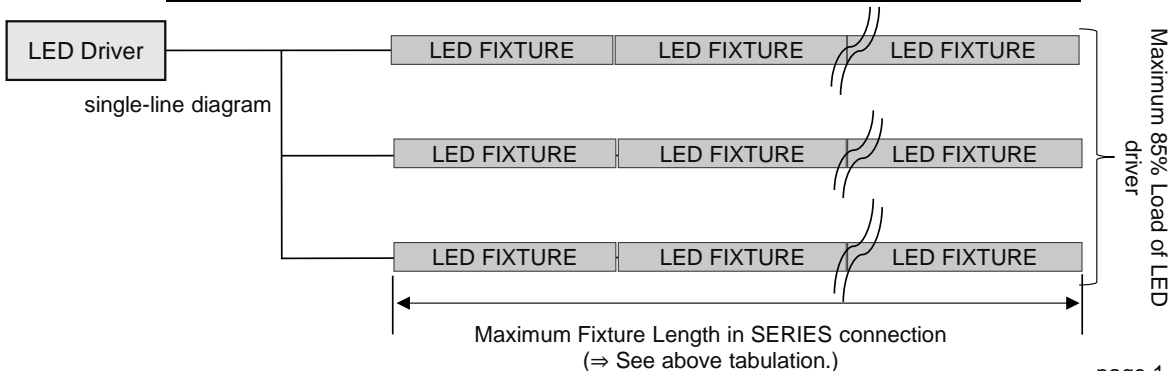 LED Driver
LED FIXTURE LED FIXTURE LED FIXTURE
single-line diagram
LED FIXTURE LED FIXTURE LED FIXTURE
LED FIXTURE LED FIXTURE LED FIXTURE
Maximum 85% Load of LED
driver
Maximum Fixture Length in SERIES connection
(⇒ See above tabulation.)
page 1